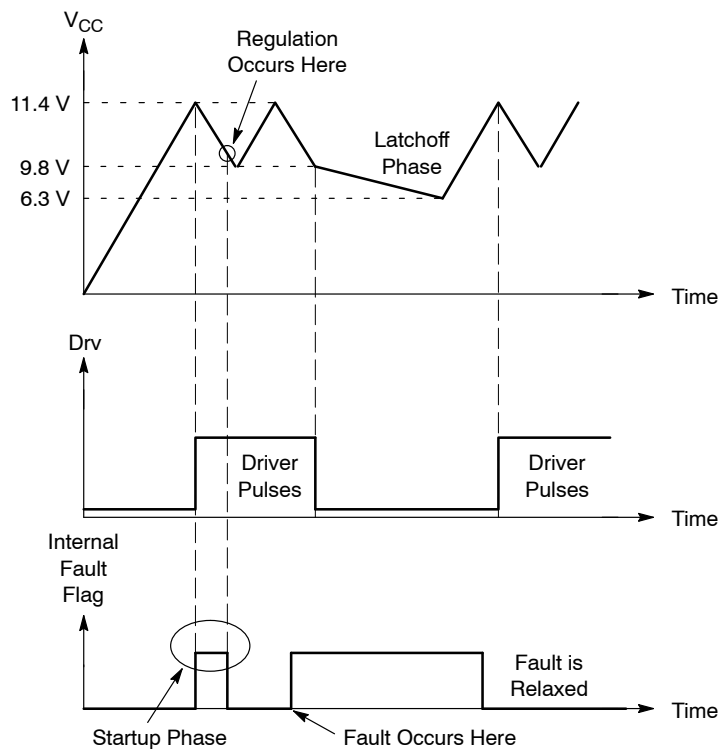 V_CC
Regulation
Occurs Here
11.4 V
Latchoff
Phase
9.8 V
6.3 V
Time
Drv
Driver
Pulses
Driver
Pulses
Time
Internal
Fault
Flag
Fault is
Relaxed
Time
Startup Phase
Fault Occurs Here